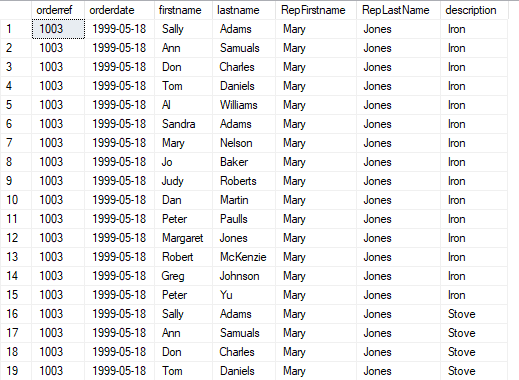 orderref orderdate firstname lastname RepFirstname RepLastName description
1 1003 1999-05-18 Sally Adams Mary Jones Iron
2 1003 1999-05-18 Ann Samuals Mary Jones Iron
3 1003 1999-05-18 Don Charles Mary Jones Iron
4 1003 1999-05-18 Tom Daniels Mary Jones Iron
5 1003 1999-05-18 Al Williams Mary Jones Iron
6 1003 1999-05-18 Sandra Adams Mary Jones Iron
7 1003 1999-05-18 Mary Nelson Mary Jones Iron
8 1003 1999-05-18 Jo Baker Mary Jones Iron
9 1003 1999-05-18 Judy Roberts Mary Jones Iron
10 1003 1999-05-18 Dan Martin Mary Jones Iron
11 1003 1999-05-18 Peter Paulls Mary Jones Iron
12 1003 1999-05-18 Margaret Jones Mary Jones Iron
13 1003 1999-05-18 Robert McKenzie Mary Jones Iron
14 1003 1999-05-18 Greg Johnson Mary Jones Iron
15 1003 1999-05-18 Peter Yu Mary Jones Iron
16 1003 1999-05-18 Sally Adams Mary Jones Stove
17 1003 1999-05-18 Ann Samuals Mary Jones Stove
18 1003 1999-05-18 Don Charles Mary Jones Stove
19 1003 1999-05-18 Tom Daniels Mary Jones Stove